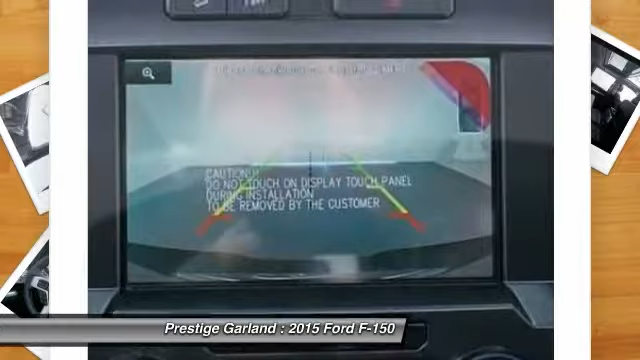 CAUTION!
DO NOT TOUCH ON DISPLAY TOUCH PANEL
DURING INSTALLATION.
TO BE REMOVED BY THE CUSTOMER
Prestige Garland : 2015 Ford F-150